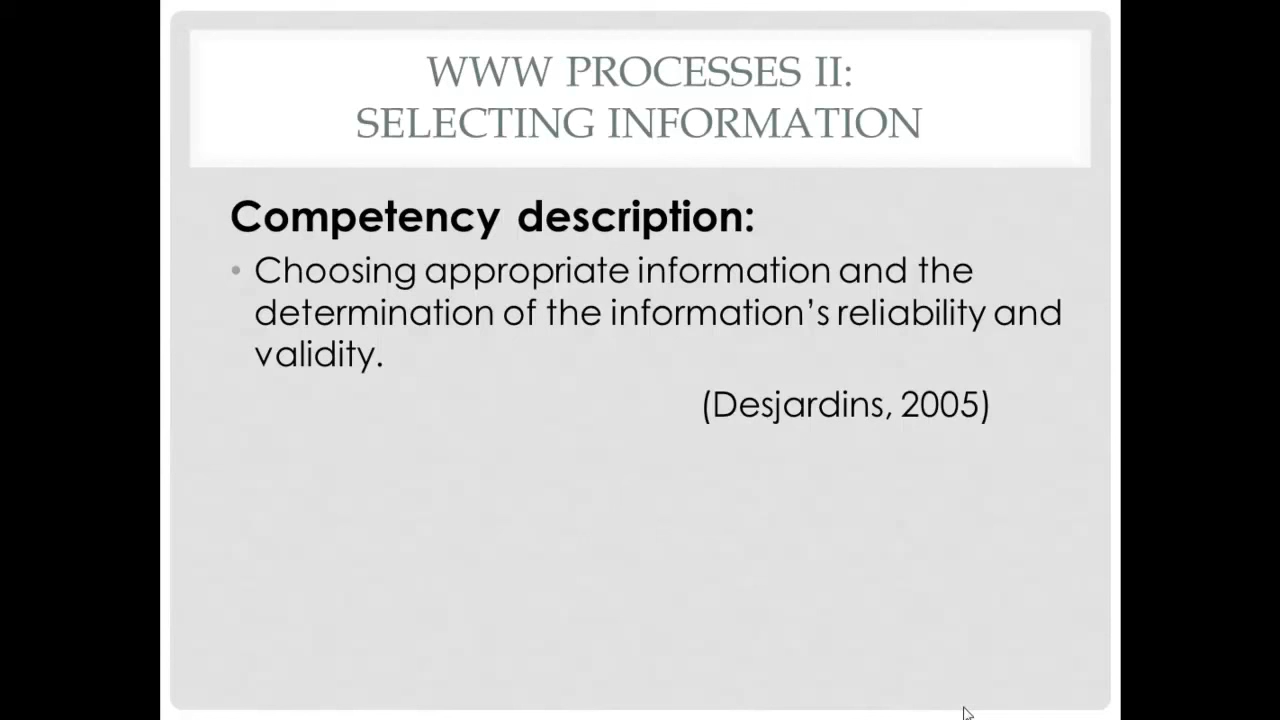 WWW PROCESSES II:
SELECTING INFORMATION
Competency description:
• Choosing appropriate information and the
determination of the information's reliability and
validity.
(Desjardins, 2005)